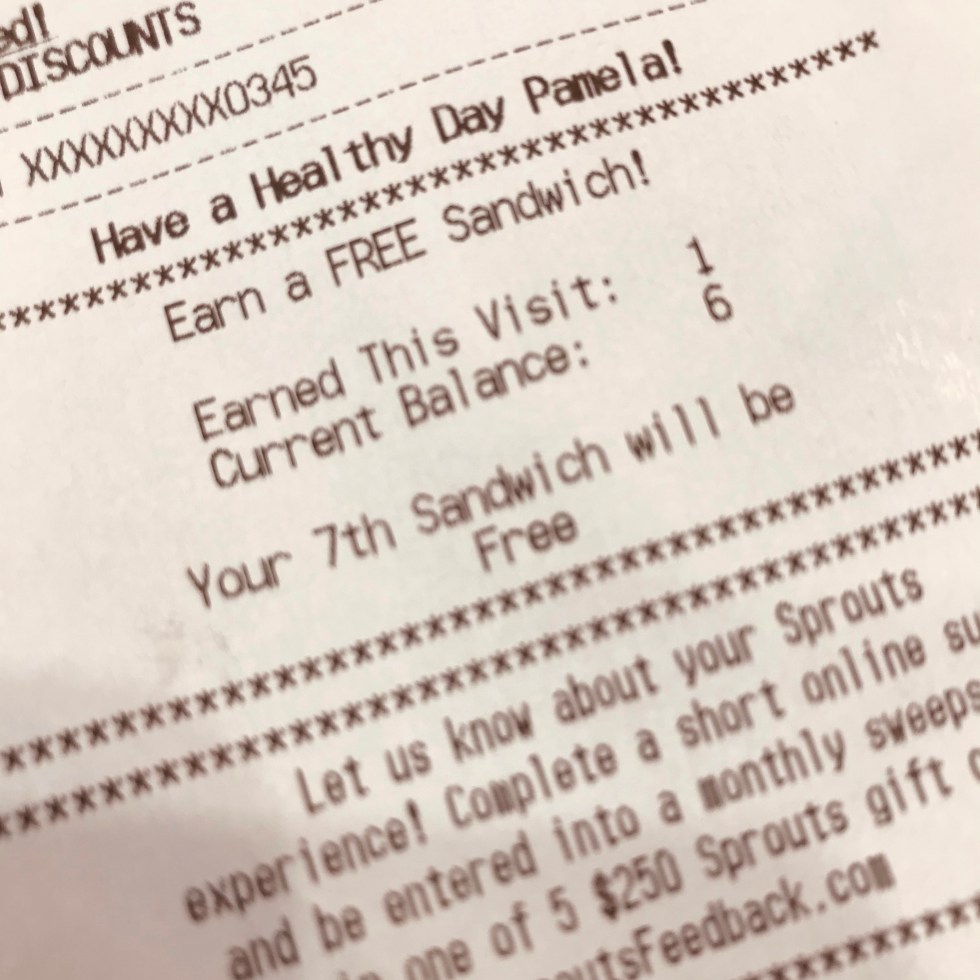 DISCOUNTS
XXXXXXXXX0345
Have a Healthy Day Pamela!
**************************************
Earn a FREE Sandwich!
Earned This Visit: 1
Current Balance: 6
Your 7th Sandwich will be
Free
******************************************
******************************************
Let us know about your Sprouts
experience! Complete a short online
and be entered into a monthly
one of 5 $250 Sprouts gift